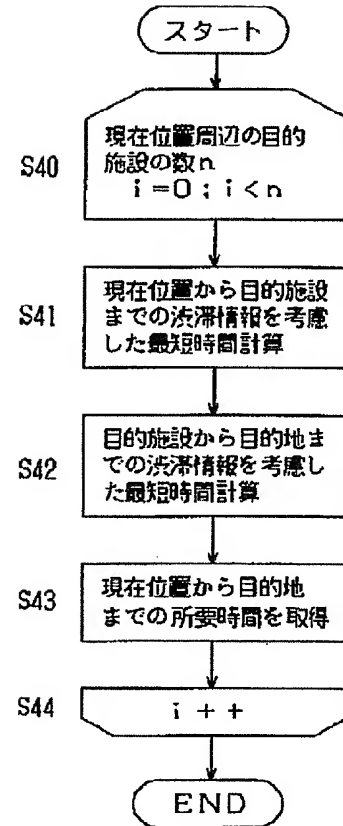 スタート
S40
現在位置周辺の目的
施設の数n
i=0;i<n
S41
現在位置から目的施設
までの渋滞情報を考慮
した最短時間計算
S42
目的施設から目的地ま
での渋滞情報を考慮し
た最短時間計算
S43
現在位置から目的地
までの所要時間を取得
S44
i++
END